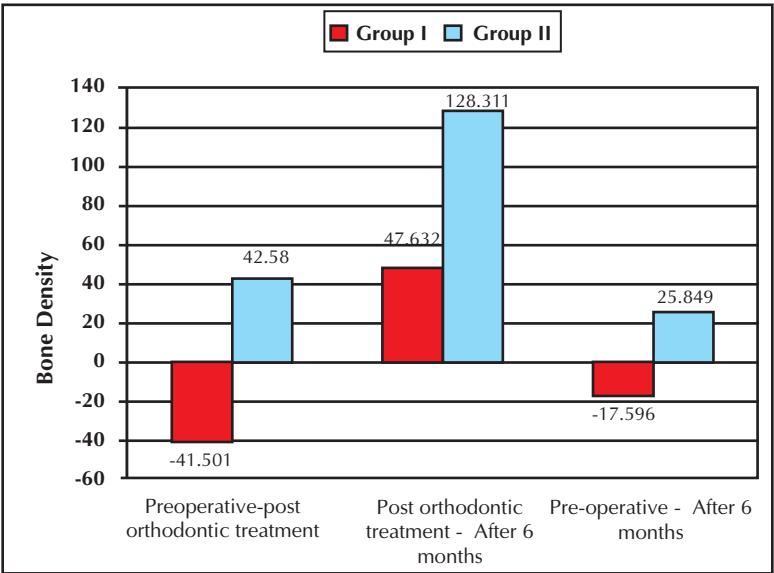 Group I Group II
Bone Density
140
120
100
80
60
40
20
0
-20
-40
-60
-41.501
42.58
47.632
128.311
-17.596
25.849
Preoperative-post
orthodontic treatment
Post orthodontic
treatment - After 6
months
Pre-operative - After 6
months